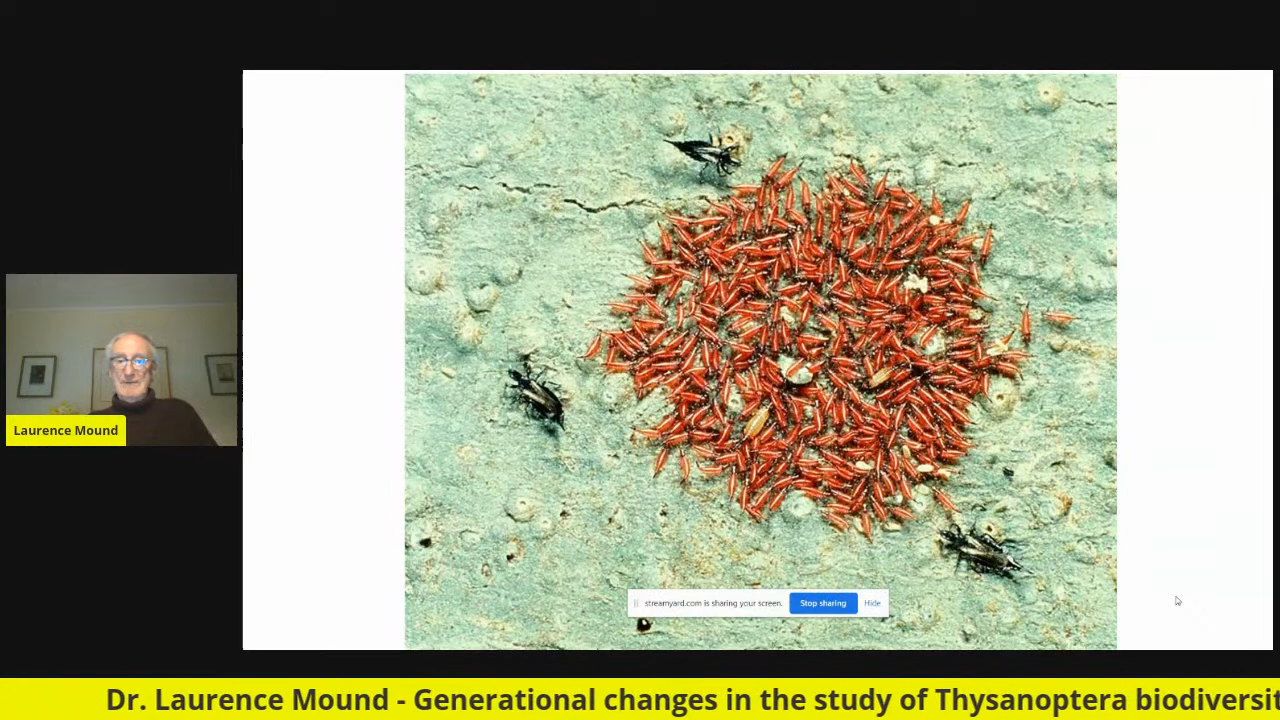 Laurence Mound
streamyard.com is sharing your screen. Stop sharing Hide
Dr. Laurence Mound - Generational changes in the study of Thysanoptera biodiversit